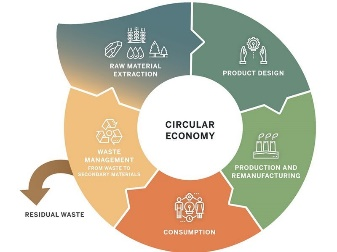 RAW MATERIAL
EXTRACTION
PRODUCT DESIGN
CIRCULAR
ECONOMY
WASTE
MANAGEMENT
FROM WASTE TO
SECONDARY MATERIALS
PRODUCTION AND
REMANUFACTURING
RESIDUAL WASTE
CONSUMPTION